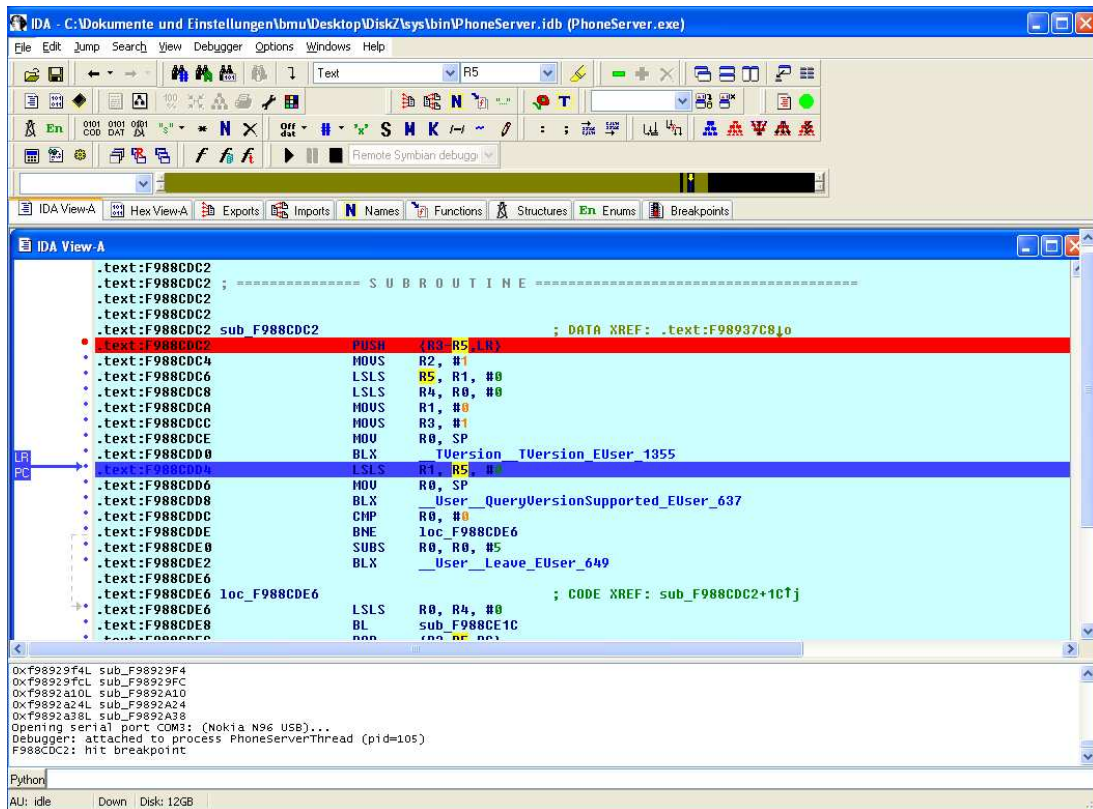 IDA - C:\Dokumente und Einstellungen\bmu\Desktop\DiskZ\sys\bin\PhoneServer.idb (PhoneServer.exe)
File Edit Jump Search View Debugger Options Windows Help
Text R5
En
Remote Symbian debugg
IDA View-A Hex View-A Exports Imports N Names Functions Structures En Enums Breakpoints
IDA View-A
.text:F988CDC2
.text:F988CDC2 ; =============== S U B R O U T I N E =======================================
.text:F988CDC2
.text:F988CDC2
.text:F988CDC2 sub_F988CDC2 ; DATA XREF: .text:F98937C8↓o
.text:F988CDC2 PUSH {R3-R5,LR}
.text:F988CDC4 MOVS R2, #1
.text:F988CDC6 LSLS R5, R1, #0
.text:F988CDC8 LSLS R4, R0, #0
.text:F988CDCA MOVS R1, #0
.text:F988CDCC MOVS R3, #1
.text:F988CDCE MOV R0, SP
.text:F988CDD0 BLX __TVersion__TVersion_EUser_1355
LR
PC .text:F988CDD4 LSLS R1, R5, #0
.text:F988CDD6 MOV R0, SP
.text:F988CDD8 BLX __User__QueryVersionSupported_EUser_637
.text:F988CDDC CMP R0, #0
.text:F988CDDE BNE loc_F988CDE6
.text:F988CDE0 SUBS R0, R0, #5
.text:F988CDE2 BLX __User__Leave_EUser_649
.text:F988CDE6
.text:F988CDE6 loc_F988CDE6 ; CODE XREF: sub_F988CDC2+1C↑j
.text:F988CDE6 LSLS R0, R4, #0
.text:F988CDE8 BL sub_F988CE1C
0xf98929f4L sub_F98929F4
0xf98929fcL sub_F98929FC
0xf9892a10L sub_F9892A10
0xf9892a24L sub_F9892A24
0xf9892a38L sub_F9892A38
Opening serial port COM3: (Nokia N96 USB)...
Debugger: attached to process PhoneServerThread (pid=105)
F988CDC2: hit breakpoint
Python
AU: idle Down Disk: 12GB